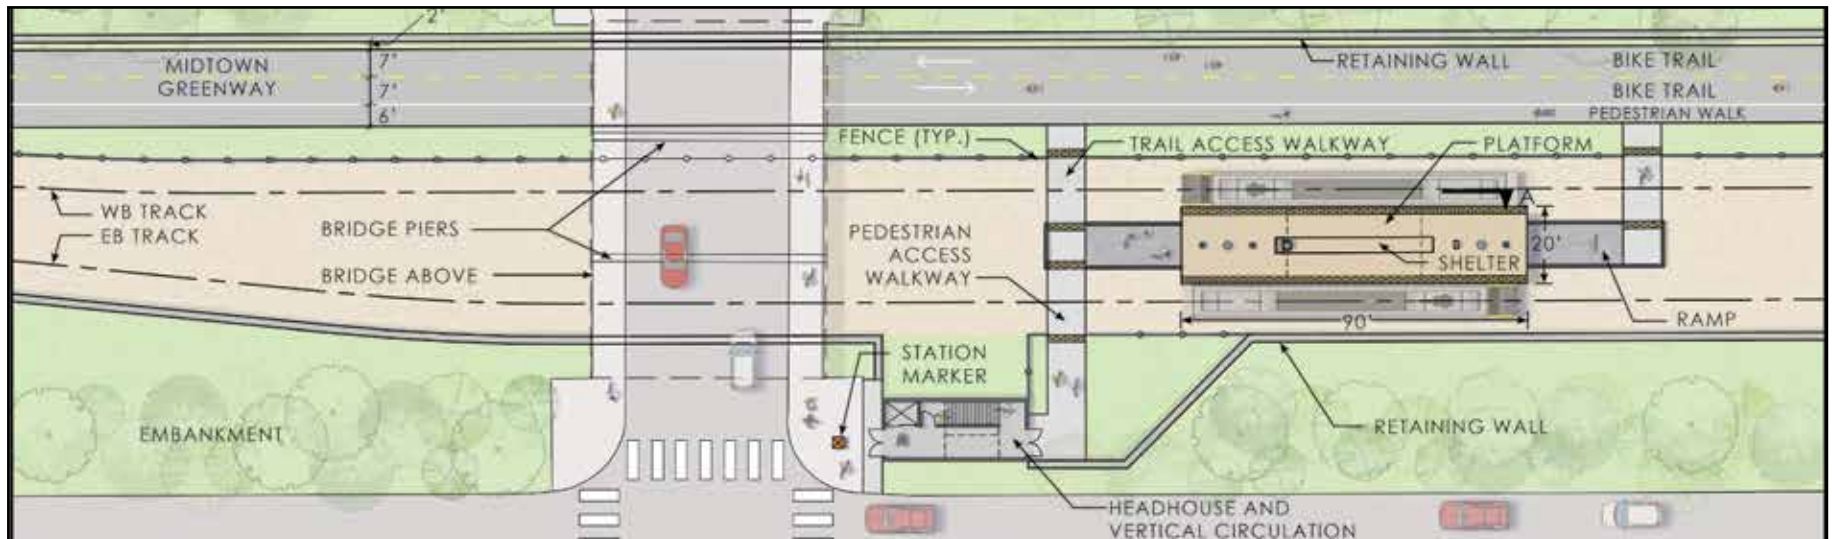 2'
MIDTOWN
GREENWAY
7'
7'
6'
RETAINING WALL
BIKE TRAIL
BIKE TRAIL
PEDESTRIAN WALK
FENCE (TYP.)
TRAIL ACCESS WALKWAY
PLATFORM
A
WB TRACK
EB TRACK
BRIDGE PIERS
BRIDGE ABOVE
PEDESTRIAN
ACCESS
WALKWAY
20'
SHELTER
90'
RAMP
STATION
MARKER
EMBANKMENT
RETAINING WALL
HEADHOUSE AND
VERTICAL CIRCULATION